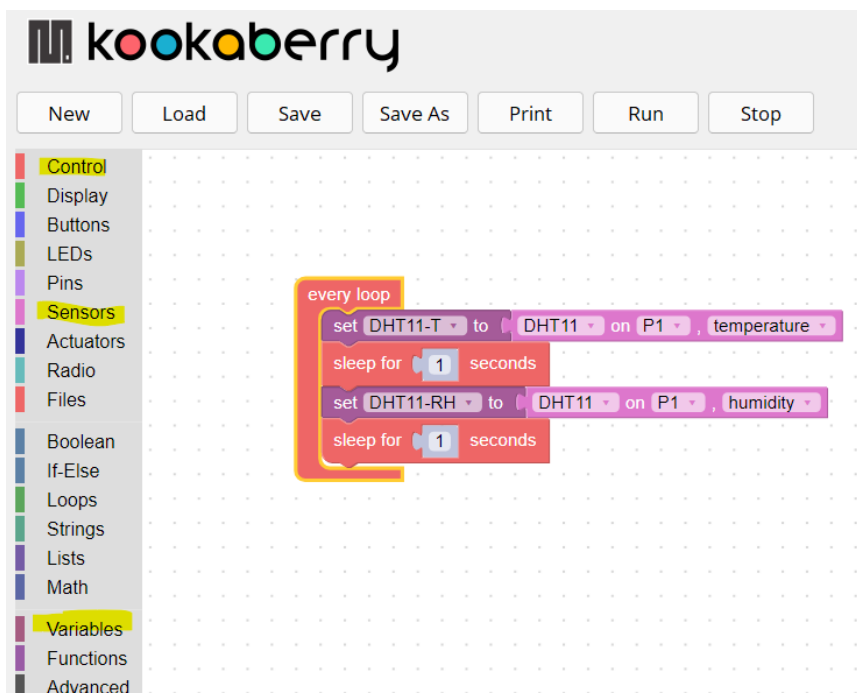 M. kookaberry
New Load Save Save As Print Run Stop
Control
Display
Buttons
LEDs
Pins
Sensors
Actuators
Radio
Files
Boolean
If-Else
Loops
Strings
Lists
Math
Variables
Functions
Advanced
every loop
set DHT11-T to DHT11 on P1 , temperature
sleep for 1 seconds
set DHT11-RH to DHT11 on P1 , humidity
sleep for 1 seconds